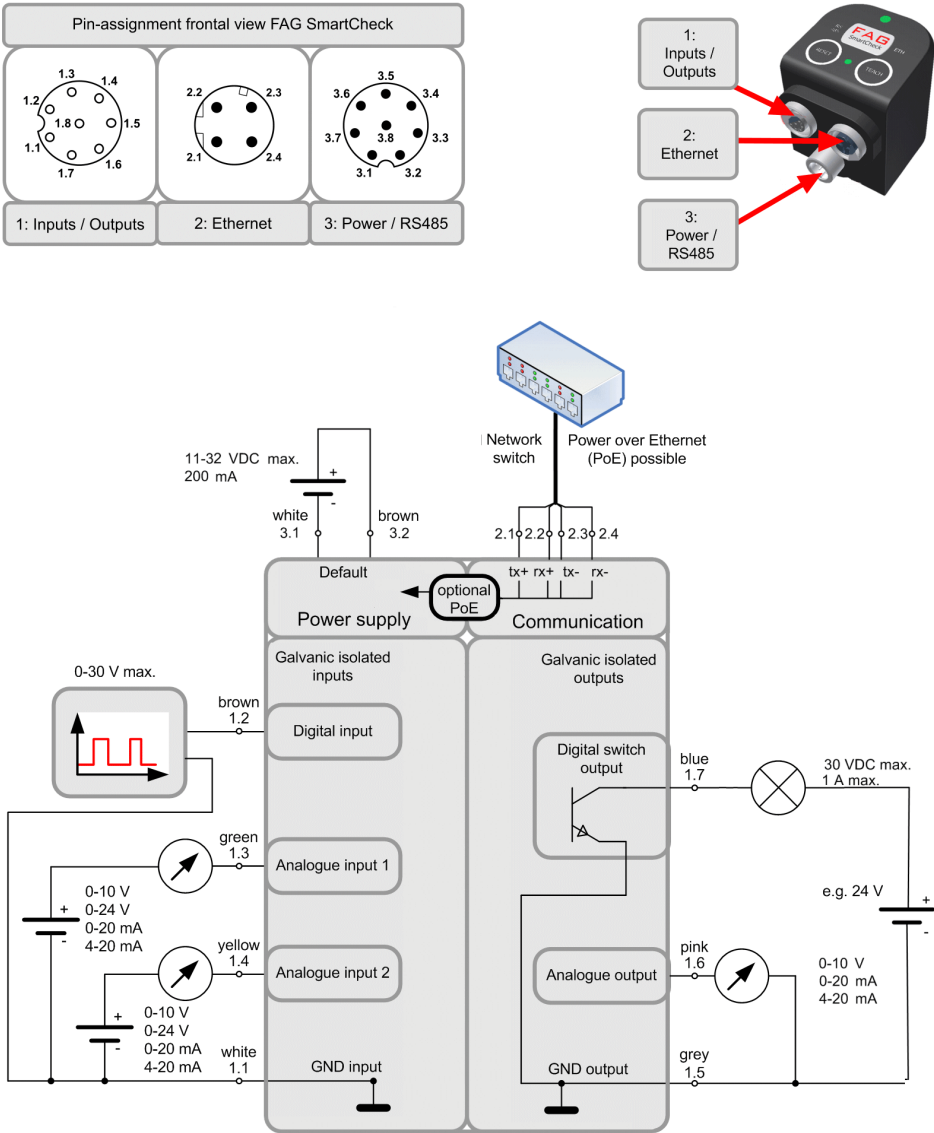 Pin-assignment frontal view FAG SmartCheck
1.3
1.4
1.2
1.8
1.5
1.1
1.6
1.7
2.2
2.3
2.1
2.4
3.5
3.6
3.4
3.7
3.8
3.3
3.1
3.2
1: Inputs / Outputs
2: Ethernet
3: Power / RS485
1:
Inputs /
Outputs
2:
Ethernet
3:
Power /
RS485
FAG
SmartCheck
RESET
TEACH
ETH
Network
switch
Power over Ethernet
(PoE) possible
11-32 VDC max.
200 mA
+
-
white
3.1
brown
3.2
2.1 2.2 2.3 2.4
Default
tx+ rx+ tx- rx-
optional
PoE
Power supply
Communication
Galvanic isolated
inputs
Galvanic isolated
outputs
0-30 V max.
brown
1.2
Digital input
Digital switch
output
blue
1.7
30 VDC max.
1 A max.
green
1.3
Analogue input 1
0-10 V
0-24 V
0-20 mA
4-20 mA
+
-
e.g. 24 V
+
-
yellow
1.4
Analogue input 2
0-10 V
0-24 V
0-20 mA
4-20 mA
+
-
pink
1.6
Analogue output
0-10 V
0-20 mA
4-20 mA
white
1.1
GND input
GND output
grey
1.5